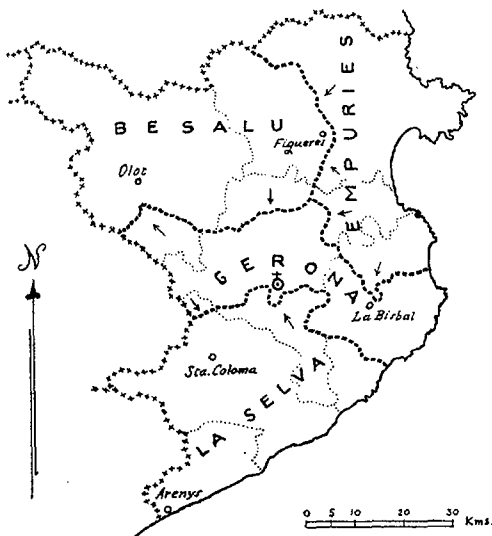 EMPURIES
BESALU
Figueres
Olot
GERONA
La Bisbal
N
Sta. Coloma
LA SELVA
Arenys
0 5 10 20 30 Kms.